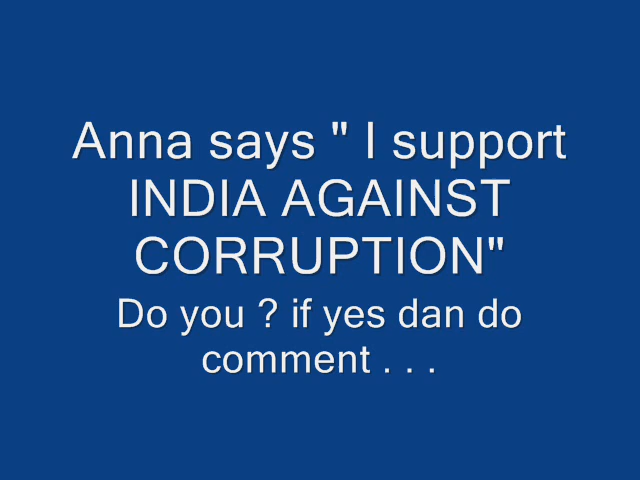 Anna says " I support
INDIA AGAINST
CORRUPTION"
Do you ? if yes dan do
comment . . .